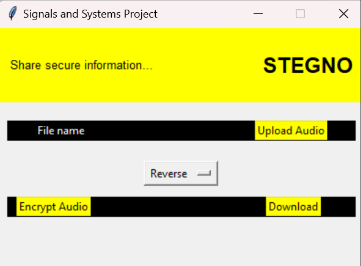 Signals and Systems Project
Share secure information... STEGNO
File name Upload Audio
Reverse
Encrypt Audio Download